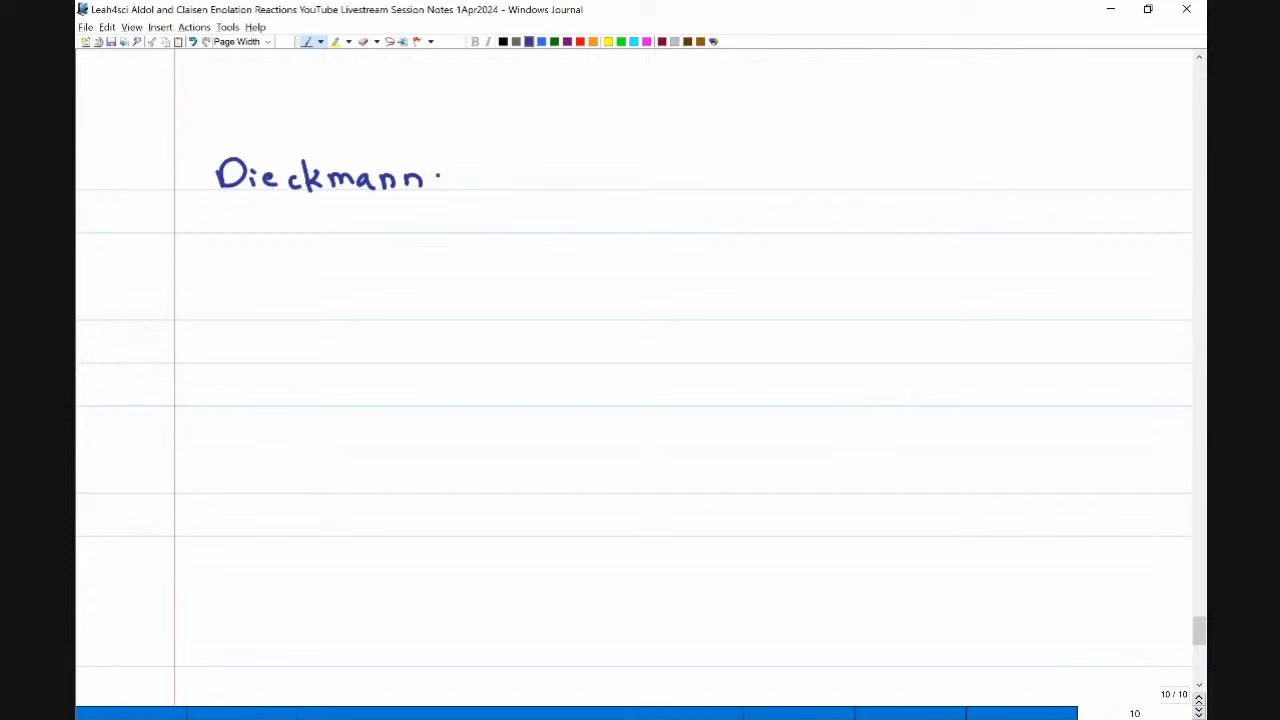 Leah4sci Aldol and Claisen Enolation Reactions YouTube Livestream Session Notes 1Apr2024 - Windows Journal
File Edit View Insert Actions Tools Help
Page Width B I
Dieckmann
10 / 10
10